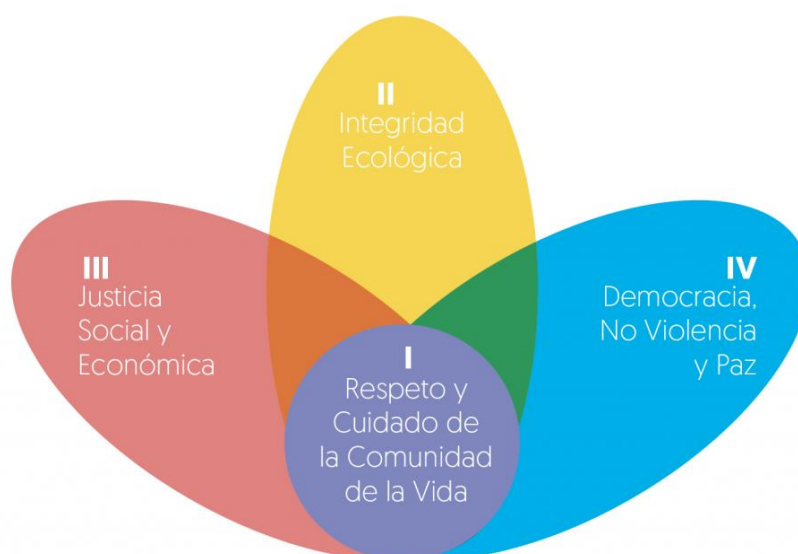 II
Integridad
Ecológica
III
Justicia
Social y
Económica
IV
Democracia,
No Violencia
y Paz
I
Respeto y
Cuidado de
la Comunidad
de la Vida